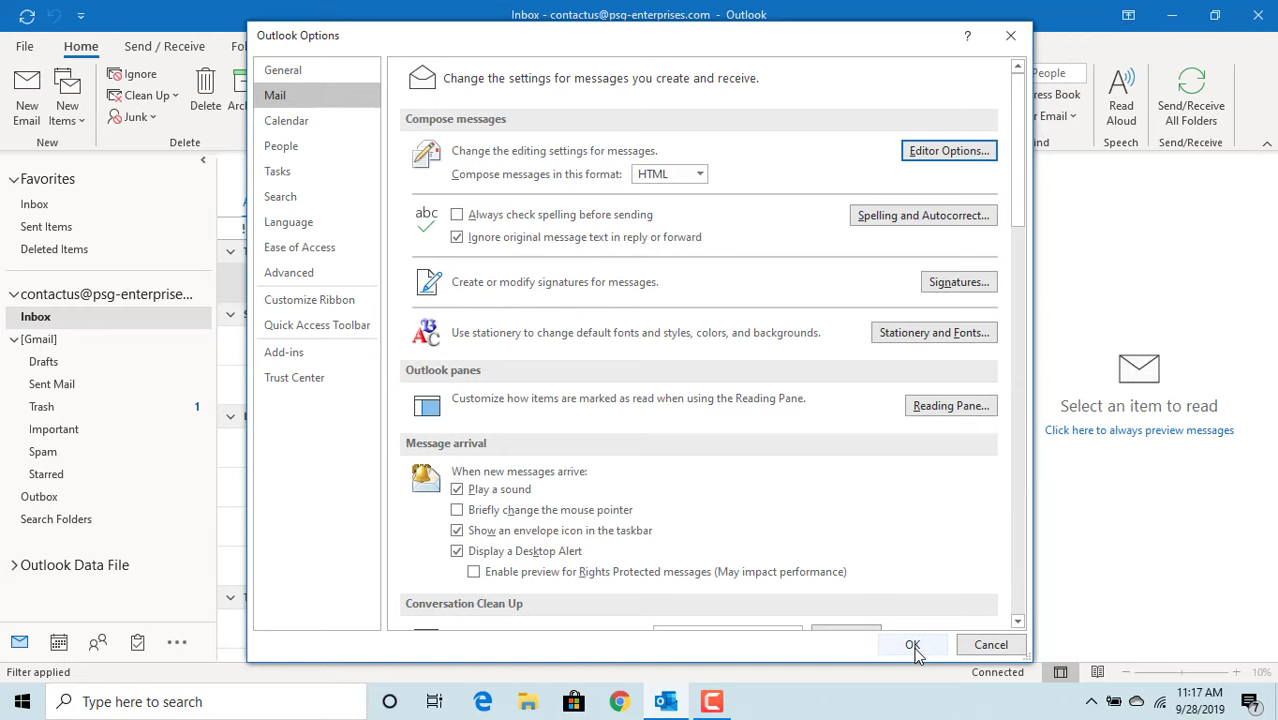 Inbox - contactus@psg-enterprises.com - Outlook
File
Home
Send / Receive
Fo
New Email
New Items
Ignore
Clean Up
Junk
Delete
Arc
New
Delete
People
ress Book
r Email
Read Aloud
Send/Receive All Folders
Speech
Send/Receive
Favorites
Inbox
Sent Items
Deleted Items
contactus@psg-enterprise...
Inbox
[Gmail]
Drafts
Sent Mail
Trash 1
Important
Spam
Starred
Outbox
Search Folders
Outlook Data File
Outlook Options
?
General
Mail
Calendar
People
Tasks
Search
Language
Ease of Access
Advanced
Customize Ribbon
Quick Access Toolbar
Add-ins
Trust Center
Change the settings for messages you create and receive.
Compose messages
Change the editing settings for messages.
Editor Options...
Compose messages in this format: HTML
abc
Always check spelling before sending
Spelling and Autocorrect...
Ignore original message text in reply or forward
Create or modify signatures for messages.
Signatures...
Use stationery to change default fonts and styles, colors, and backgrounds.
Stationery and Fonts...
Outlook panes
Customize how items are marked as read when using the Reading Pane.
Reading Pane...
Message arrival
When new messages arrive:
Play a sound
Briefly change the mouse pointer
Show an envelope icon in the taskbar
Display a Desktop Alert
Enable preview for Rights Protected messages (May impact performance)
Conversation Clean Up
OK
Cancel
Select an item to read
Click here to always preview messages
Filter applied
Connected
10%
Type here to search
11:17 AM
9/28/2019
7